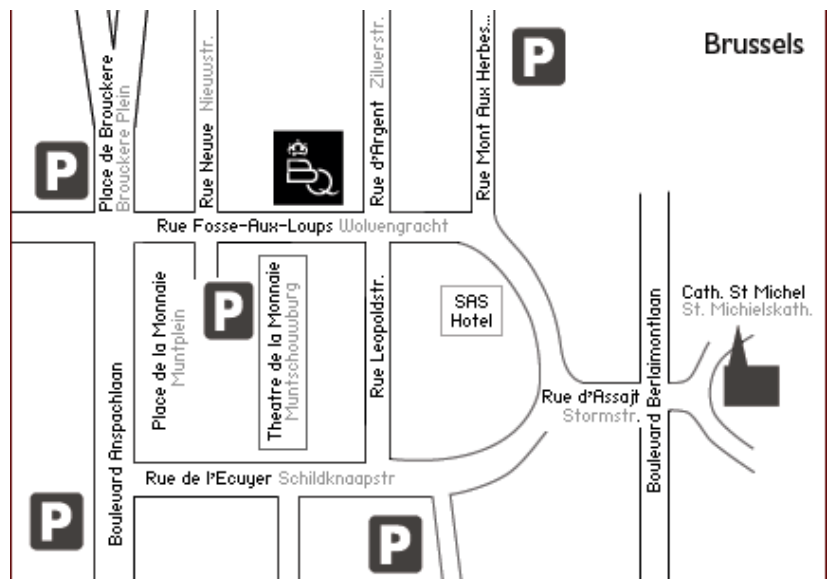 Brussels
Place de Brouckere
Brouckere Plein
Rue Neuve Nieuwstr.
Rue d'Argent Zilverstr.
Rue Mont Aux Herbes...
P
P
BQ
Rue Fosse-Aux-Loups Wolvengracht
Place de la Monnaie
Muntplein
P
Theatre de la Monnaie
Muntschouwburg
Rue Leopoldstr.
SAS
Hotel
Boulevard Anspachlaan
Boulevard Berlaimontlaan
Cath. St Michel
St. Michielskath.
Rue d'Assajt
Stormstr.
Rue de l'Ecuyer Schildknaapstr
P
P